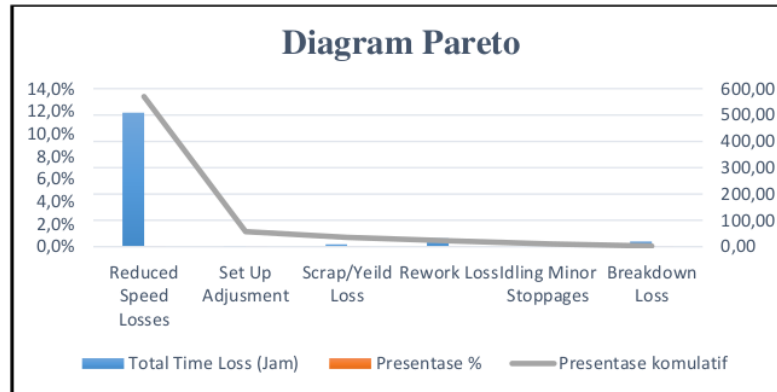 Diagram Pareto
14,0%
12,0%
10,0%
8,0%
6,0%
4,0%
2,0%
0,0%
600,00
500,00
400,00
300,00
200,00
100,00
0,00
Reduced Speed Losses
Set Up Adjusment
Scrap/Yeild Loss
Rework Loss
Idling Minor Stoppages
Breakdown Loss
Total Time Loss (Jam) Presentase % Presentase komulatif